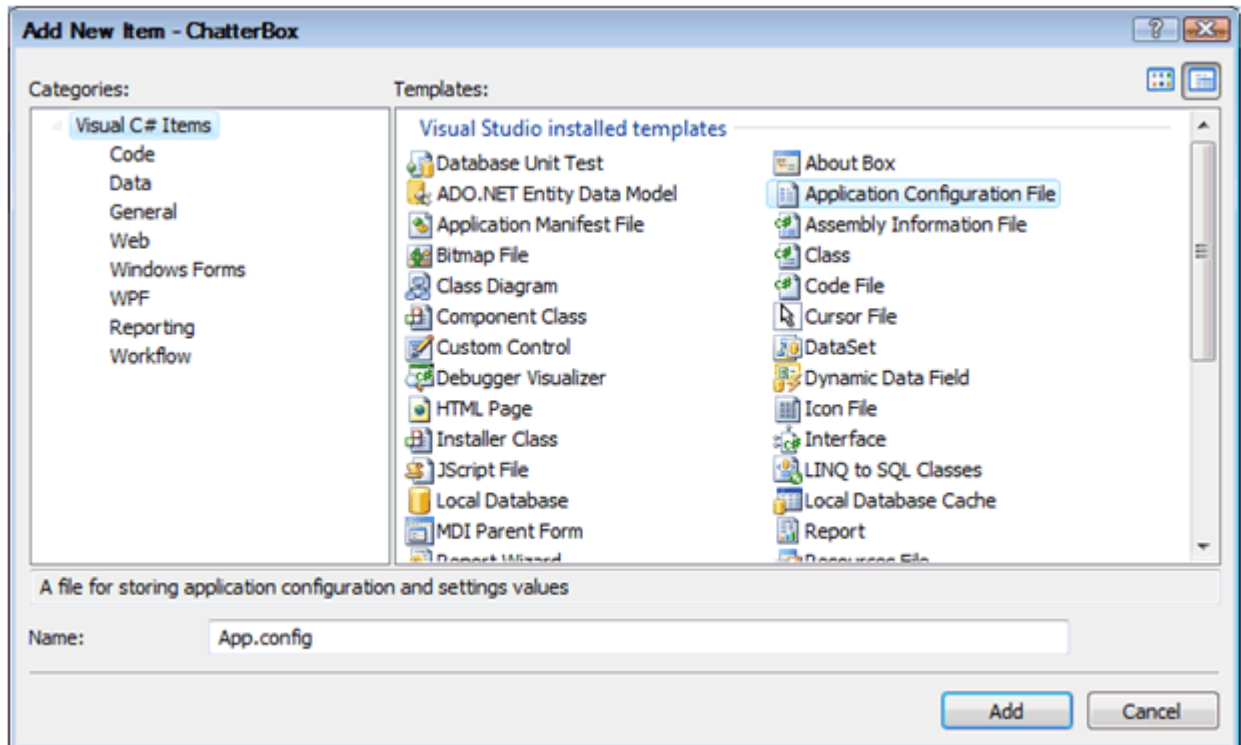 Add New Item - ChatterBox
Categories:
Templates:
Visual C# Items
Code
Data
General
Web
Windows Forms
WPF
Reporting
Workflow
Visual Studio installed templates
Database Unit Test
About Box
ADO.NET Entity Data Model
Application Configuration File
Application Manifest File
Assembly Information File
Bitmap File
Class
Class Diagram
Code File
Component Class
Cursor File
Custom Control
DataSet
Debugger Visualizer
Dynamic Data Field
HTML Page
Icon File
Installer Class
Interface
JScript File
LINQ to SQL Classes
Local Database
Local Database Cache
MDI Parent Form
Report
Report Wizard
Resources File
A file for storing application configuration and settings values
Name:
App.config
Add
Cancel